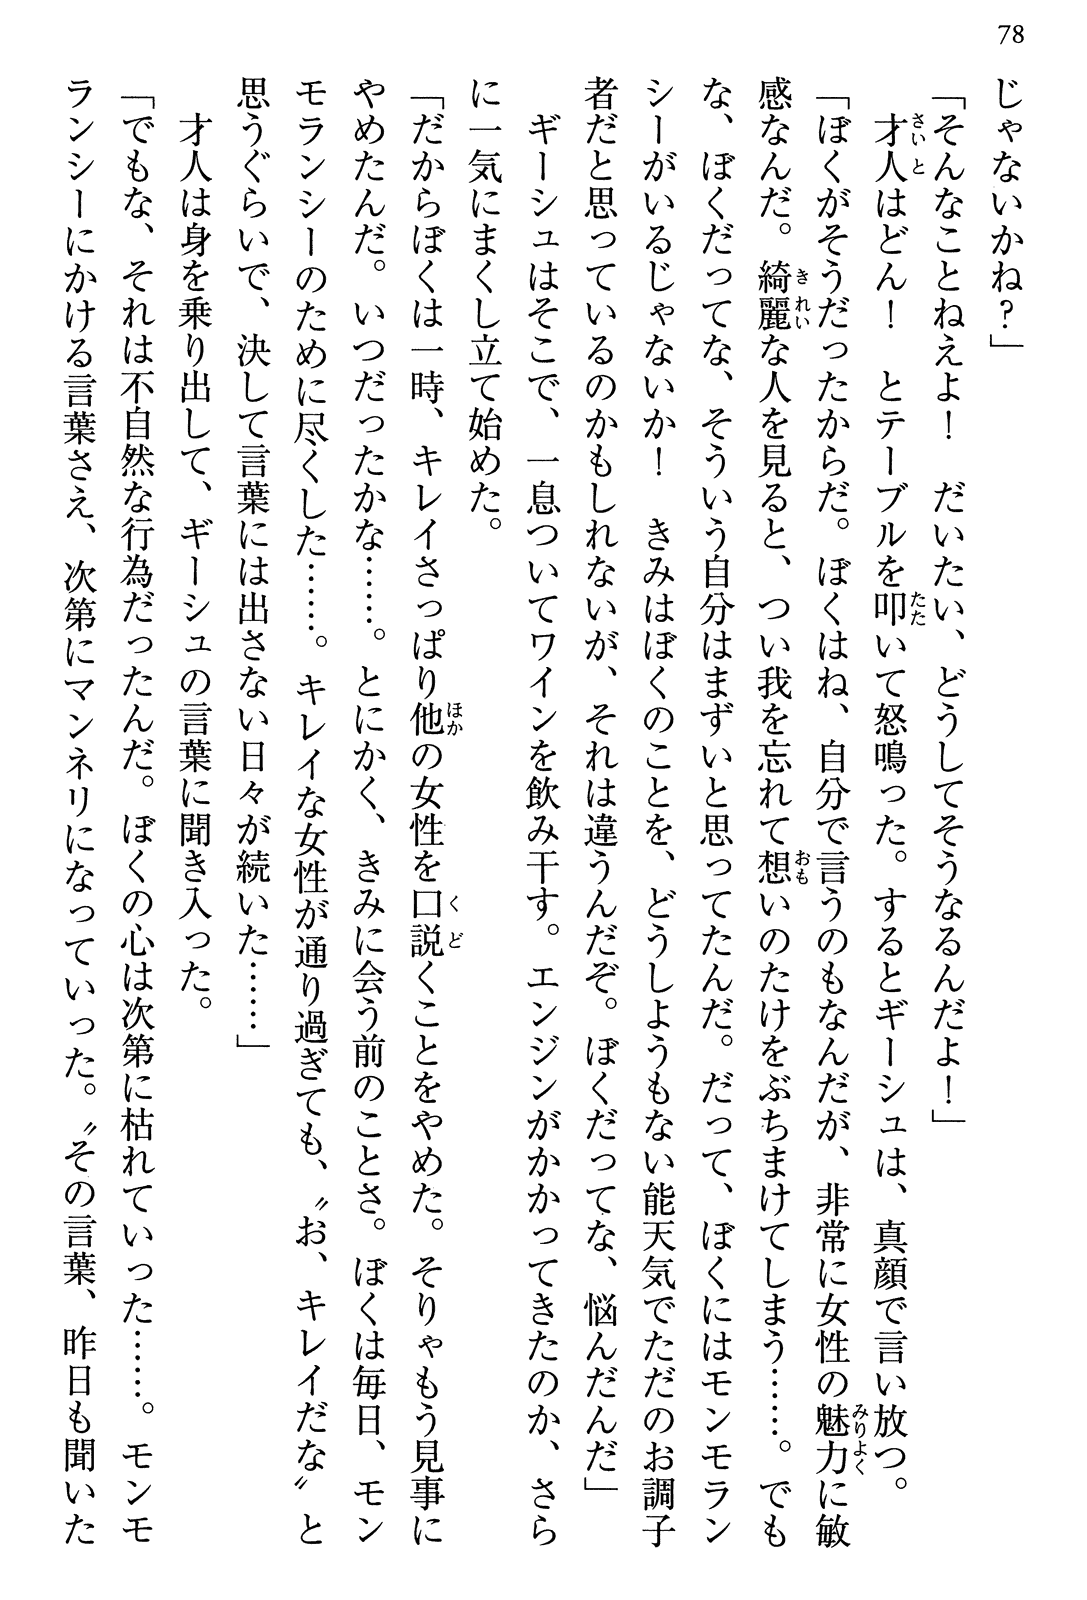 78
じゃないかね？」
「そんなことねえよ！　だいたい、どうしてそうなるんだよ！」
　才人はどん！　とテーブルを叩いて怒鳴った。するとギーシュは、真顔で言い放つ。
「ぼくがそうだったからだ。ぼくはね、自分で言うのもなんだが、非常に女性の魅力に敏
感なんだ。綺麗な人を見ると、つい我を忘れて想いのたけをぶちまけてしまう……。でも
な、ぼくだってな、そういう自分はまずいと思ってたんだ。だって、ぼくにはモンモラン
シーがいるじゃないか！　きみはぼくのことを、どうしようもない能天気でただのお調子
者だと思っているのかもしれないが、それは違うんだぞ。ぼくだってな、悩んだんだ」
　ギーシュはそこで、一息ついてワインを飲み干す。エンジンがかかってきたのか、さら
に一気にまくし立て始めた。
「だからぼくは一時、キレイさっぱり他の女性を口説くことをやめた。そりゃもう見事に
やめたんだ。いつだったかな……。とにかく、きみに会う前のことさ。ぼくは毎日、モン
モランシーのために尽くした……。キレイな女性が通り過ぎても、〝お、キレイだな〟と
思うぐらいで、決して言葉には出さない日々が続いた……」
　才人は身を乗り出して、ギーシュの言葉に聞き入った。
「でもな、それは不自然な行為だったんだ。ぼくの心は次第に枯れていった……。モンモ
ランシーにかける言葉さえ、次第にマンネリになっていった。〝その言葉、昨日も聞いた